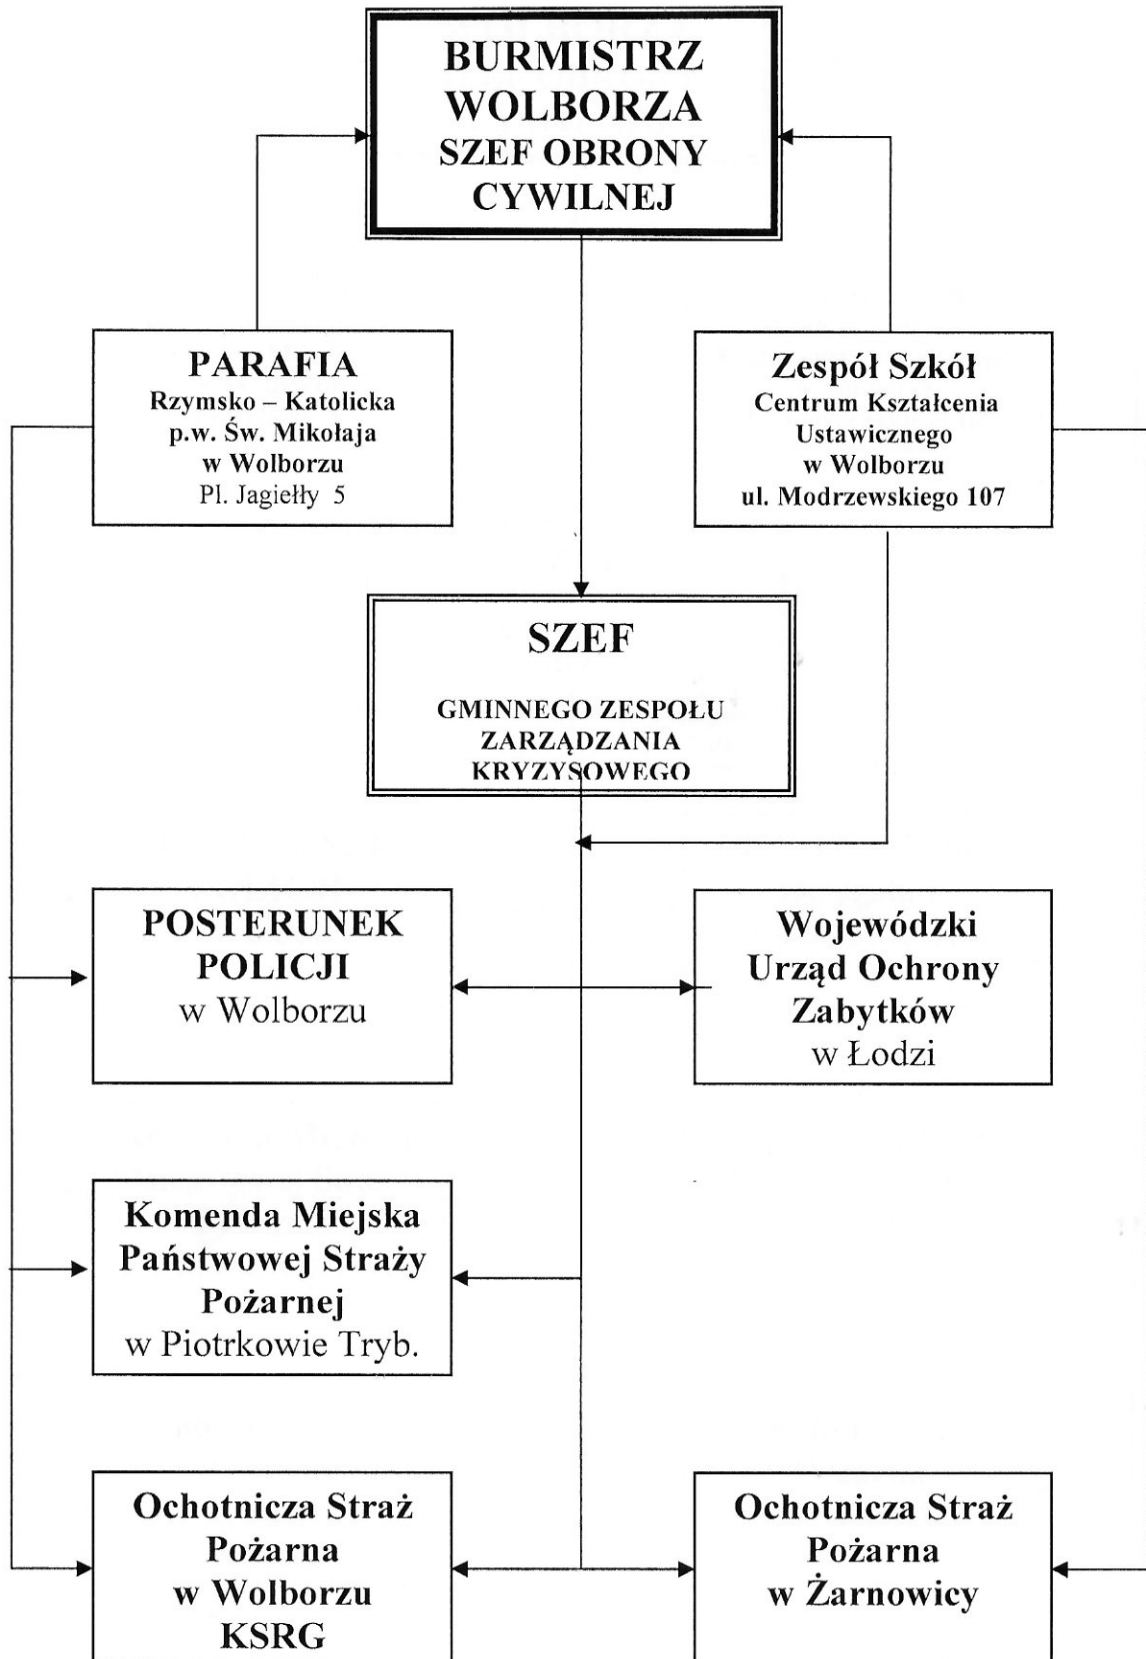 BURMISTRZ
WOLBORZA
SZEF OBRONY
CYWILNEJ
PARAFIA
Rzymsko – Katolicka
p.w. Św. Mikołaja
w Wolborzu
Pl. Jagiełły 5
Zespół Szkół
Centrum Kształcenia
Ustawicznego
w Wolborzu
ul. Modrzewskiego 107
SZEF
GMINNEGO ZESPOŁU
ZARZĄDZANIA
KRYZYSOWEGO
POSTERUNEK
POLICJI
w Wolborzu
Wojewódzki
Urząd Ochrony
Zabytków
w Łodzi
Komenda Miejska
Państwowej Straży
Pożarnej
w Piotrkowie Tryb.
Ochotnicza Straż
Pożarna
w Wolborzu
KSRG
Ochotnicza Straż
Pożarna
w Żarnowicy